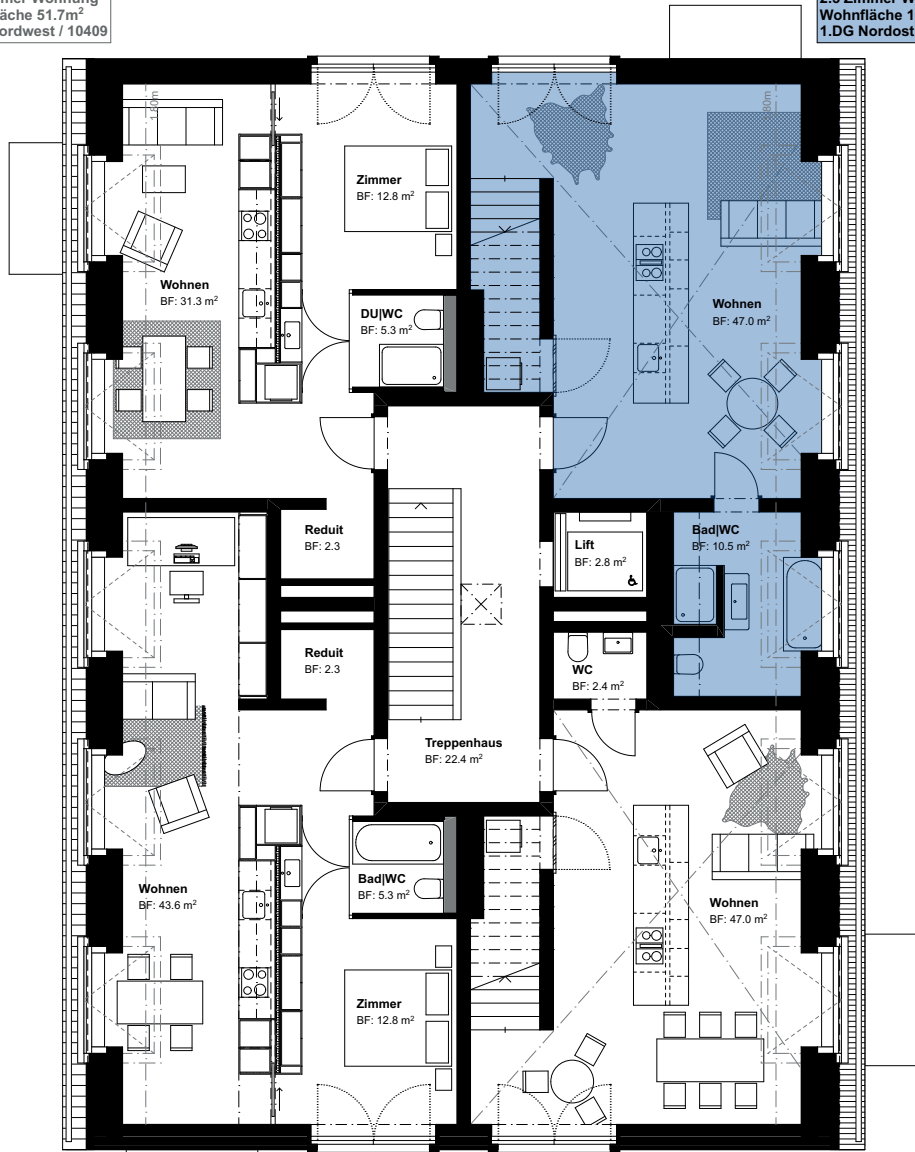 Wohnung
51.7m²
/ 10409
2.5 Zimmer
Wohnfläche
1.DG Nordost
1.80m
Zimmer
BF: 12.8 m²
Wohnen
BF: 31.3 m²
DU|WC
BF: 5.3 m²
Wohnen
BF: 47.0 m²
Reduit
BF: 2.3
Lift
BF: 2.8 m²
Bad|WC
BF: 10.5 m²
Reduit
BF: 2.3
WC
BF: 2.4 m²
Treppenhaus
BF: 22.4 m²
Wohnen
BF: 43.6 m²
Bad|WC
BF: 5.3 m²
Wohnen
BF: 47.0 m²
Zimmer
BF: 12.8 m²